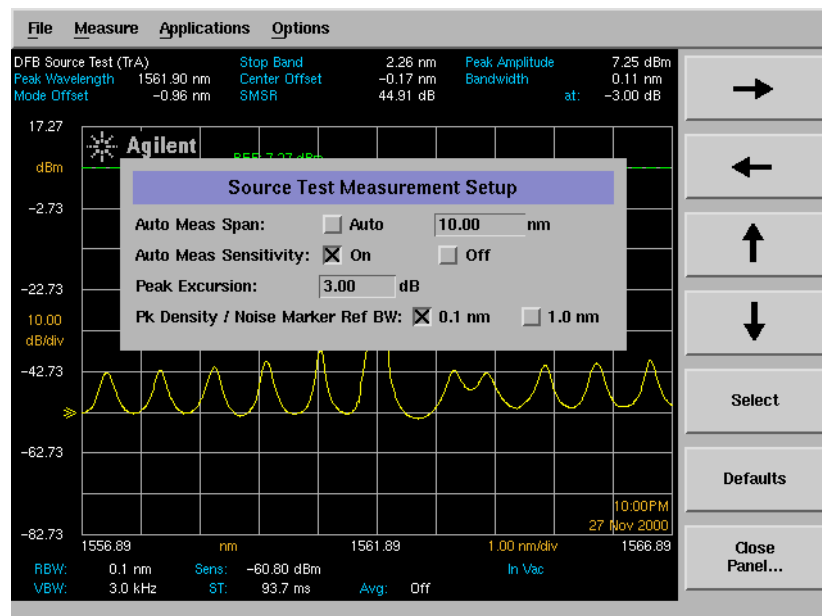 File Measure Applications Options
DFB Source Test (TrA) Stop Band 2.26 nm Peak Amplitude 7.25 dBm
Peak Wavelength 1561.90 nm Center Offset -0.17 nm Bandwidth 0.11 nm
Mode Offset -0.96 nm SMSR 44.91 dB at: -3.00 dB
17.27
Agilent
dBm
REF: 7.27 dBm
Source Test Measurement Setup
-2.73
Auto Meas Span: Auto 10.00 nm
Auto Meas Sensitivity: On Off
-22.73
Peak Excursion: 3.00 dB
10.00
dB/div
Pk Density / Noise Marker Ref BW: 0.1 nm 1.0 nm
-42.73
-62.73
10:00PM
27 Nov 2000
-82.73
1556.89 nm 1561.89 1.00 nm/div 1566.89
RBW: 0.1 nm Sens: -60.80 dBm In Vac
VBW: 3.0 kHz ST: 93.7 ms Avg: Off
Select
Defaults
Close
Panel...